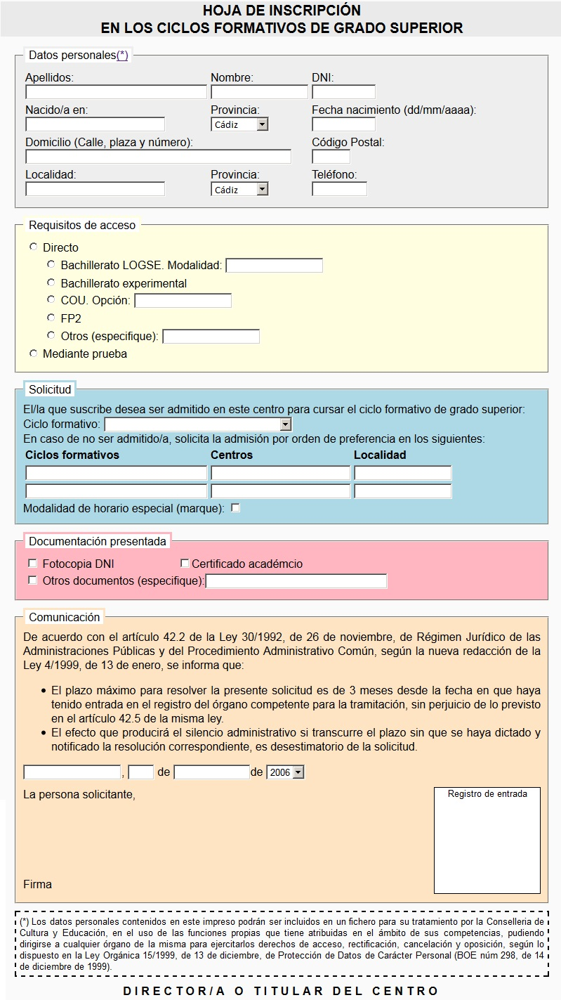 HOJA DE INSCRIPCIÓN
EN LOS CICLOS FORMATIVOS DE GRADO SUPERIOR
Datos personales(*)
Apellidos: Nombre: DNI:
Nacido/a en: Provincia: Fecha nacimiento (dd/mm/aaaa):
Cádiz
Domicilio (Calle, plaza y número): Código Postal:
Localidad: Provincia: Teléfono:
Cádiz
Requisitos de acceso
Directo
Bachillerato LOGSE. Modalidad:
Bachillerato experimental
COU. Opción:
FP2
Otros (especifique):
Mediante prueba
Solicitud
El/la que suscribe desea ser admitido en este centro para cursar el ciclo formativo de grado superior:
Ciclo formativo:
En caso de no ser admitido/a, solicita la admisión por orden de preferencia en los siguientes:
Ciclos formativos Centros Localidad
Modalidad de horario especial (marque):
Documentación presentada
Fotocopia DNI Certificado académcio
Otros documentos (especifique):
Comunicación
De acuerdo con el artículo 42.2 de la Ley 30/1992, de 26 de noviembre, de Régimen Jurídico de las
Administraciones Públicas y del Procedimiento Administrativo Común, según la nueva redacción de la
Ley 4/1999, de 13 de enero, se informa que:
• El plazo máximo para resolver la presente solicitud es de 3 meses desde la fecha en que haya
tenido entrada en el registro del órgano competente para la tramitación, sin perjuicio de lo previsto
en el artículo 42.5 de la misma ley.
• El efecto que producirá el silencio administrativo si transcurre el plazo sin que se haya dictado y
notificado la resolución correspondiente, es desestimatorio de la solicitud.
, de de 2006
La persona solicitante,
Registro de entrada
Firma
(*) Los datos personales contenidos en este impreso podrán ser incluidos en un fichero para su tratamiento por la Conselleria de
Cultura y Educación, en el uso de las funciones propias que tiene atribuidas en el ámbito de sus competencias, pudiendo
dirigirse a cualquier órgano de la misma para ejercitarlos derechos de acceso, rectificación, cancelación y oposición, según lo
dispuesto en la Ley Orgánica 15/1999, de 13 de diciembre, de Protección de Datos de Carácter Personal (BOE núm 298, de 14
de diciembre de 1999).
DIRECTOR/A O TITULAR DEL CENTRO